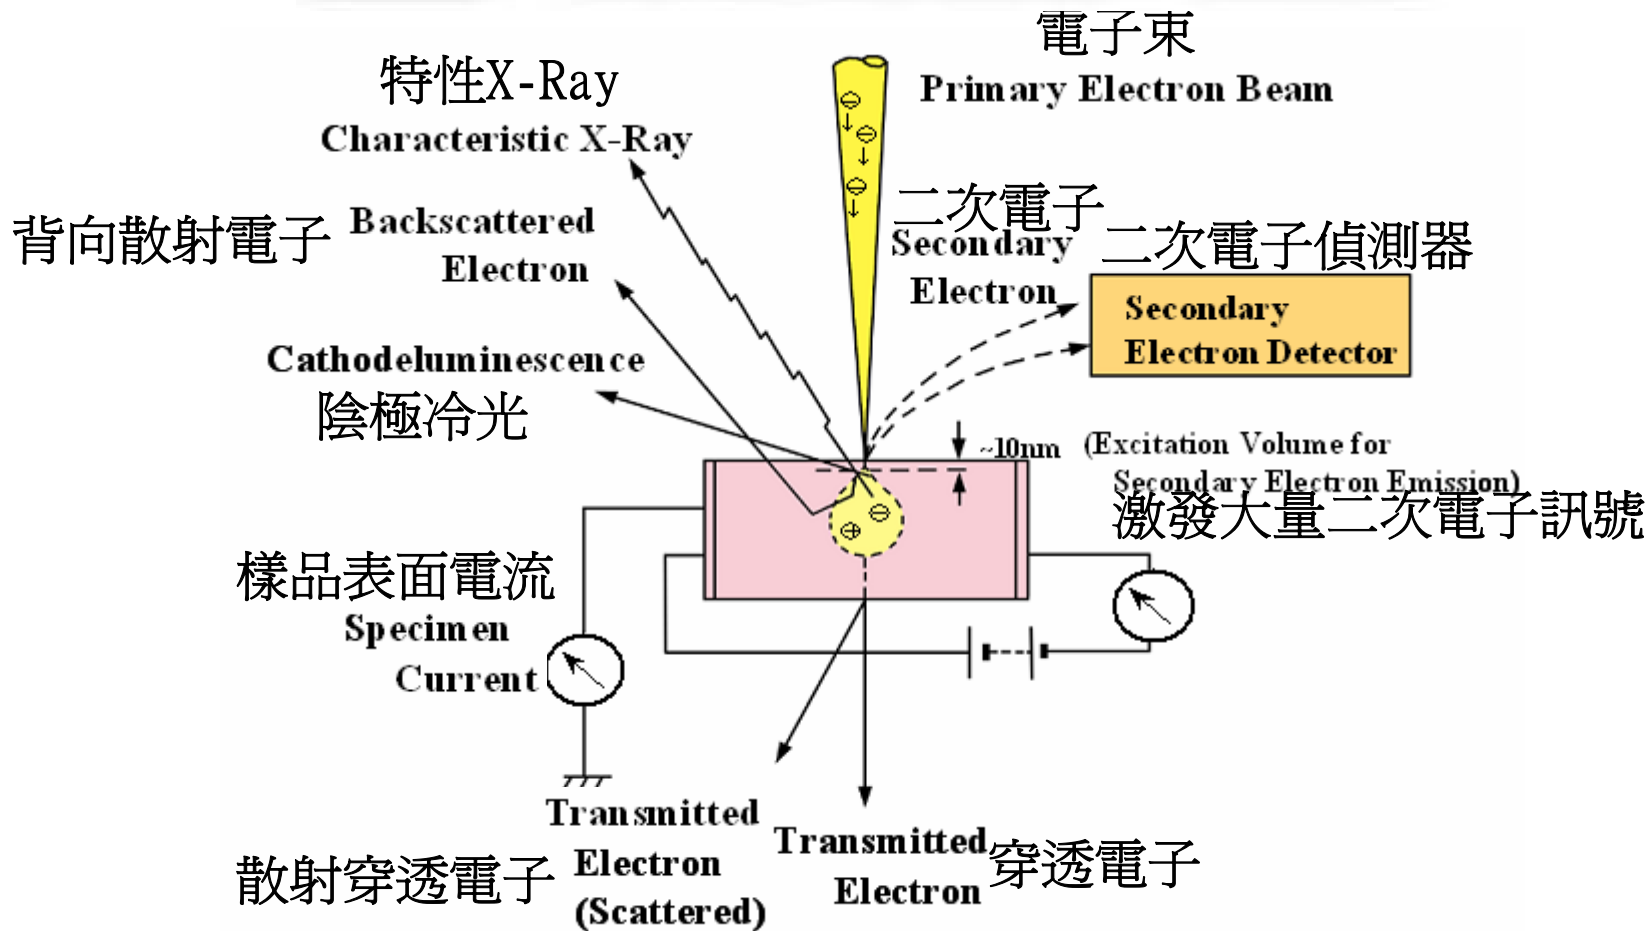 電子束
Primary Electron Beam
特性X-Ray
Characteristic X-Ray
背向散射電子
Backscattered
Electron
二次電子
Secondary
Electron
二次電子偵測器
Secondary
Electron Detector
Cathodeluminescence
陰極冷光
~10nm
(Excitation Volume for
Secondary Electron Emission)
激發大量二次電子訊號
樣品表面電流
Specimen
Current
Transmitted
Electron
(Scattered)
散射穿透電子
Transmitted
Electron
穿透電子